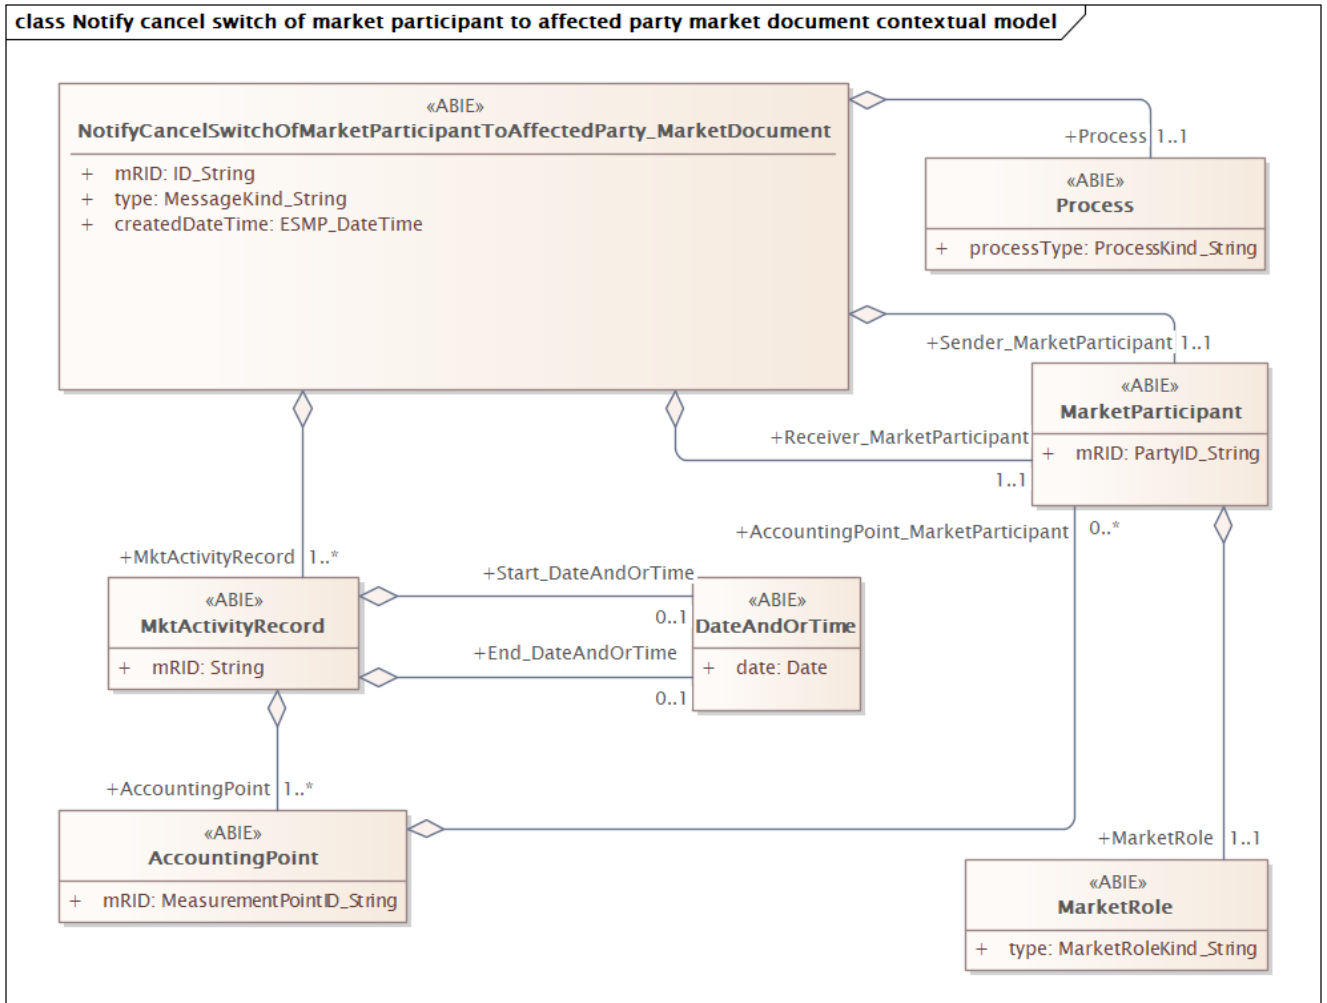 class Notify cancel switch of market participant to affected party market document contextual model
«ABIE»
NotifyCancelSwitchOfMarketParticipantToAffectedParty_MarketDocument
+ mRID: ID_String
+ type: MessageKind_String
+ createdDateTime: ESMP_DateTime
+Process 1..1
«ABIE»
Process
+ processType: ProcessKind_String
+Sender_MarketParticipant 1..1
«ABIE»
MarketParticipant
+ mRID: PartyID_String
+Receiver_MarketParticipant
1..1
+AccountingPoint_MarketParticipant 0..*
+MktActivityRecord 1..*
«ABIE»
MktActivityRecord
+ mRID: String
+Start_DateAndOrTime
0..1
+End_DateAndOrTime
0..1
«ABIE»
DateAndOrTime
+ date: Date
+AccountingPoint 1..*
«ABIE»
AccountingPoint
+ mRID: MeasurementPointID_String
+MarketRole 1..1
«ABIE»
MarketRole
+ type: MarketRoleKind_String